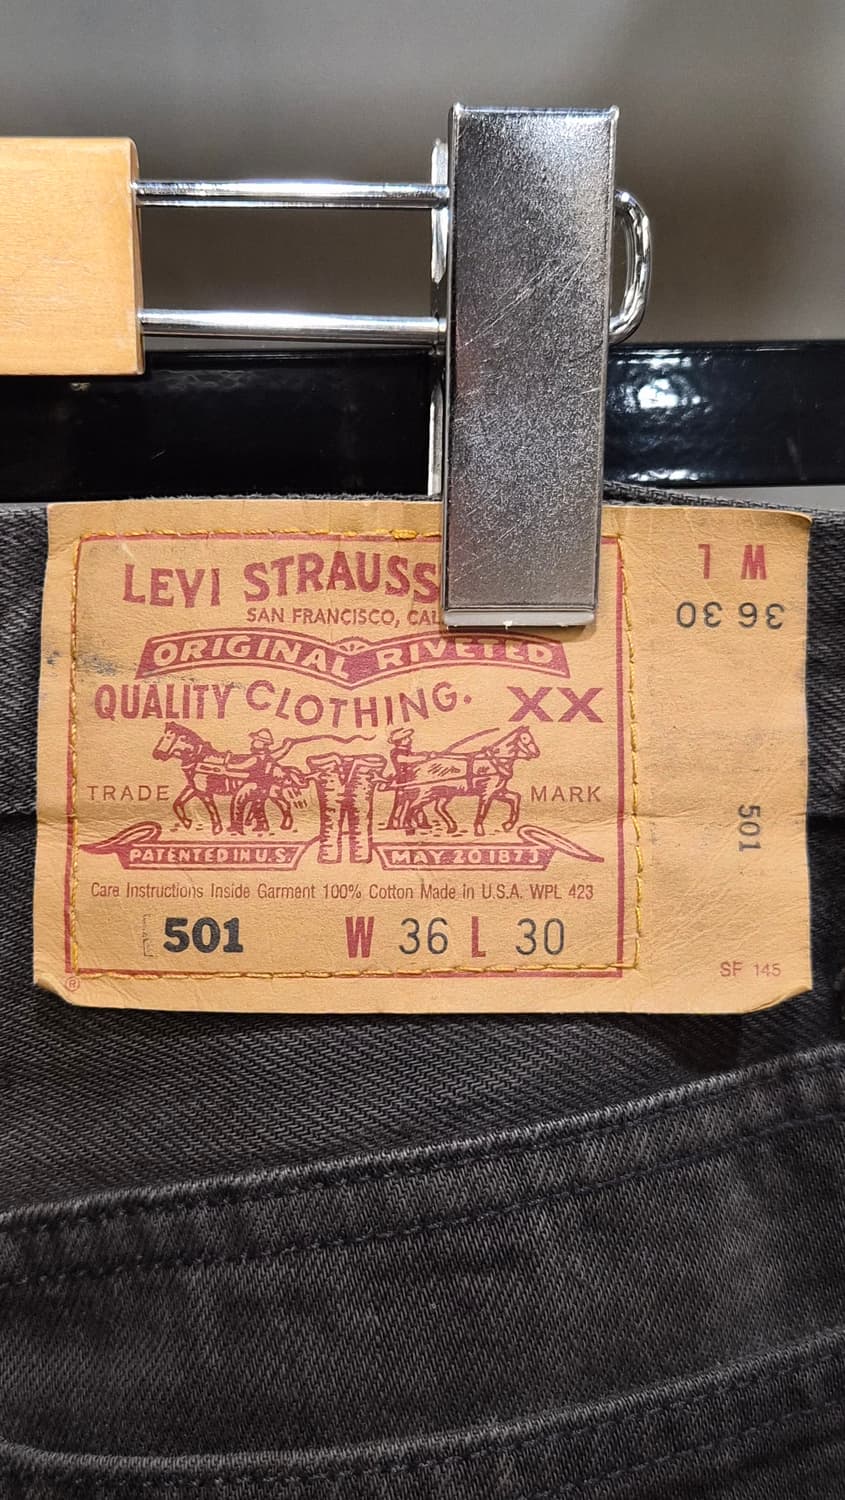 LEVI STRAUSS
SAN FRANCISCO, CAL
ORIGINAL RIVETED
QUALITY CLOTHING. XX
TRADE MARK
PATENTED IN U.S. MAY 20 1873
Care Instructions Inside Garment 100% Cotton Made in U.S.A. WPL 423
501 W 36 L 30
®
W L
36 30
501
SF 145